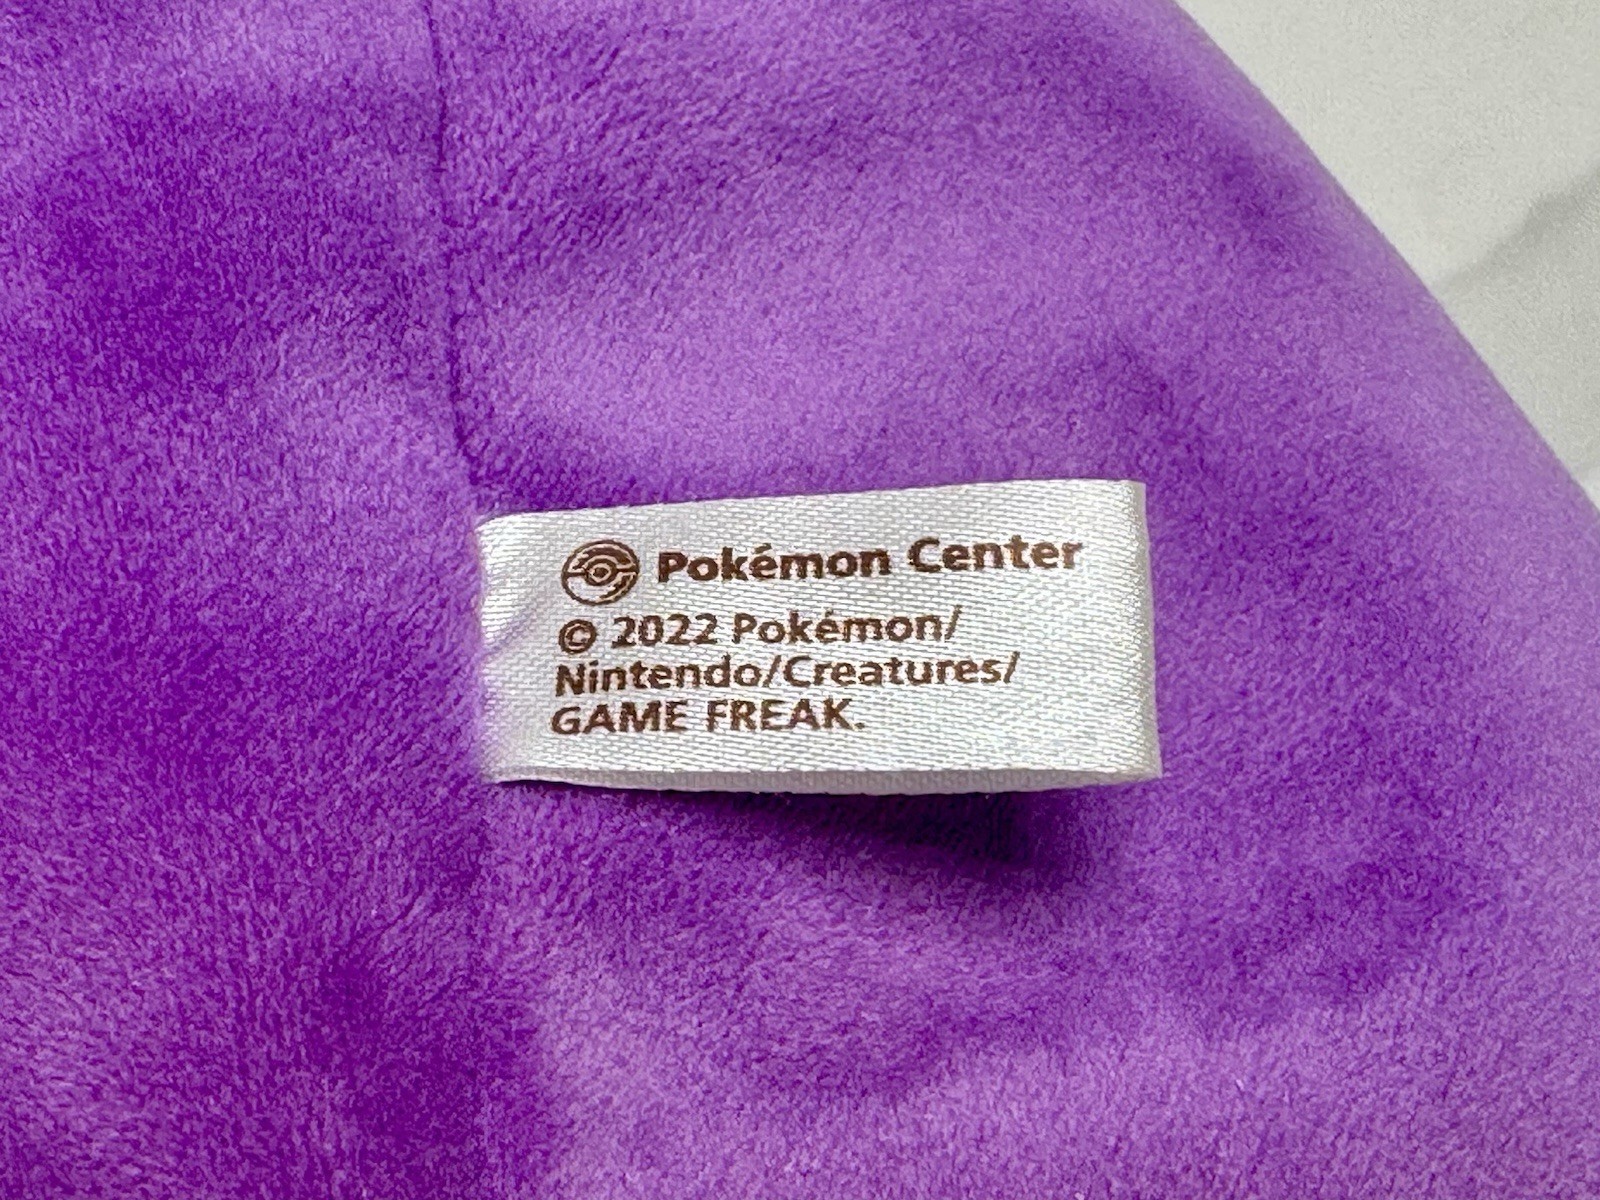 Pokémon Center
© 2022 Pokémon/
Nintendo/Creatures/
GAME FREAK.